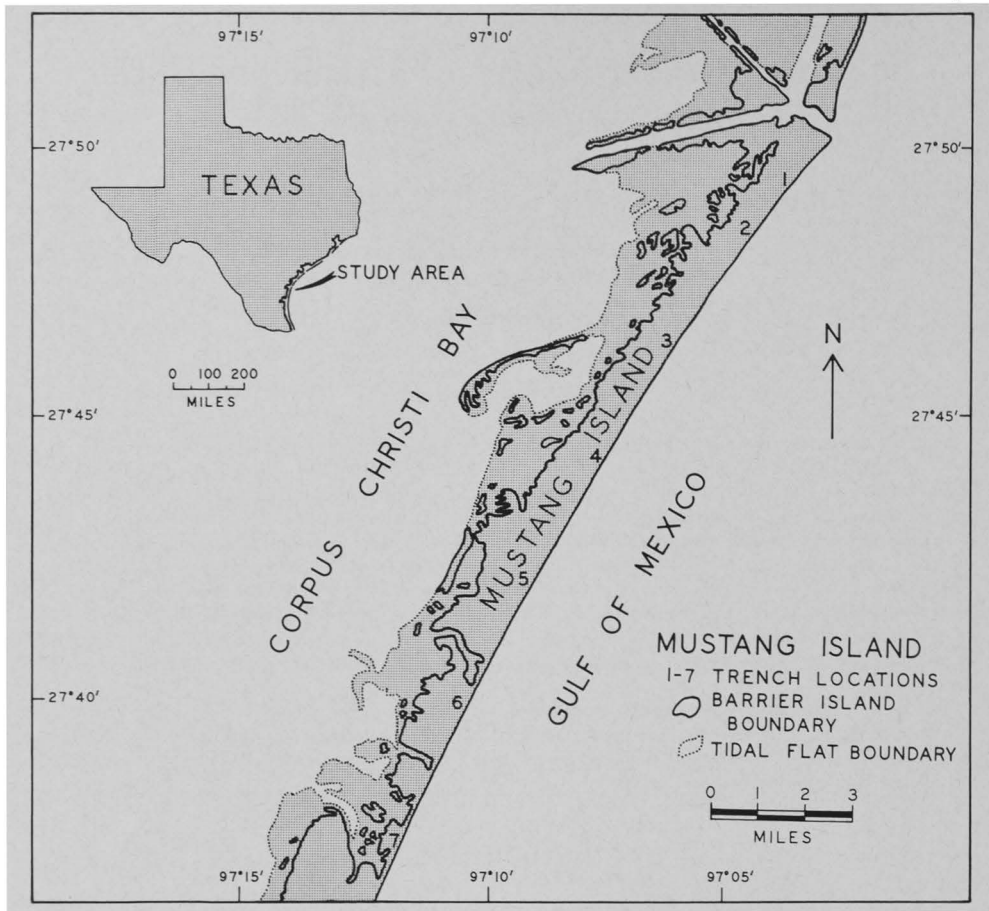 97°15'
97°10'
27°50'
27°50'
TEXAS
STUDY AREA
0 100 200
MILES
1
2
3
4
5
6
7
N
27°45'
27°45'
CORPUS CHRISTI BAY
MUSTANG ISLAND
GULF OF MEXICO
27°40'
MUSTANG ISLAND
1-7 TRENCH LOCATIONS
BARRIER ISLAND
BOUNDARY
TIDAL FLAT BOUNDARY
0 1 2 3
MILES
97°15'
97°10'
97°05'